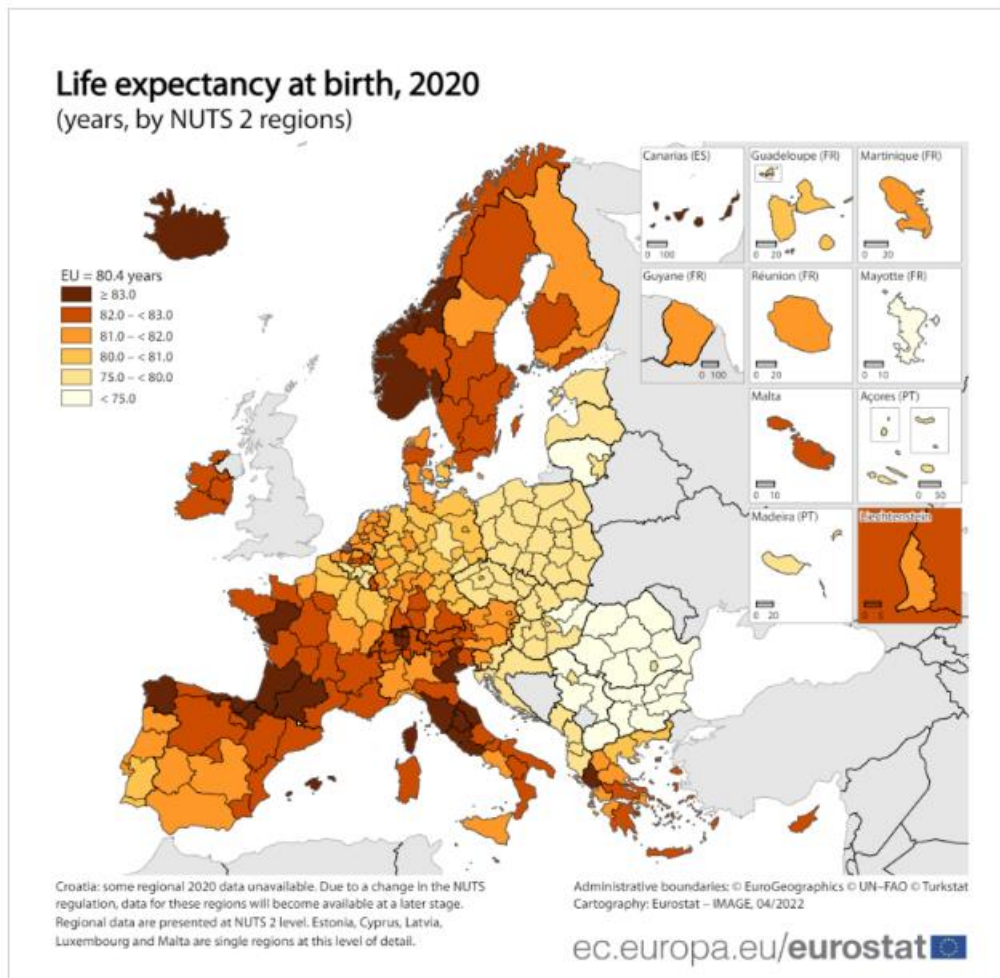 Life expectancy at birth, 2020
(years, by NUTS 2 regions)
Canarias (ES)
Guadeloupe (FR)
Martinique (FR)
0 100
0 20
0 20
EU = 80.4 years
≥ 83.0
82.0 – < 83.0
81.0 – < 82.0
80.0 – < 81.0
75.0 – < 80.0
< 75.0
Guyane (FR)
Réunion (FR)
Mayotte (FR)
0 100
0 20
0 10
Malta
Açores (PT)
0 10
0 50
Madeira (PT)
Liechtenstein
0 20
Croatia: some regional 2020 data unavailable. Due to a change in the NUTS
regulation, data for these regions will become available at a later stage.
Regional data are presented at NUTS 2 level. Estonia, Cyprus, Latvia,
Luxembourg and Malta are single regions at this level of detail.
Administrative boundaries: © EuroGeographics © UN–FAO © Turkstat
Cartography: Eurostat – IMAGE, 04/2022
ec.europa.eu/eurostat